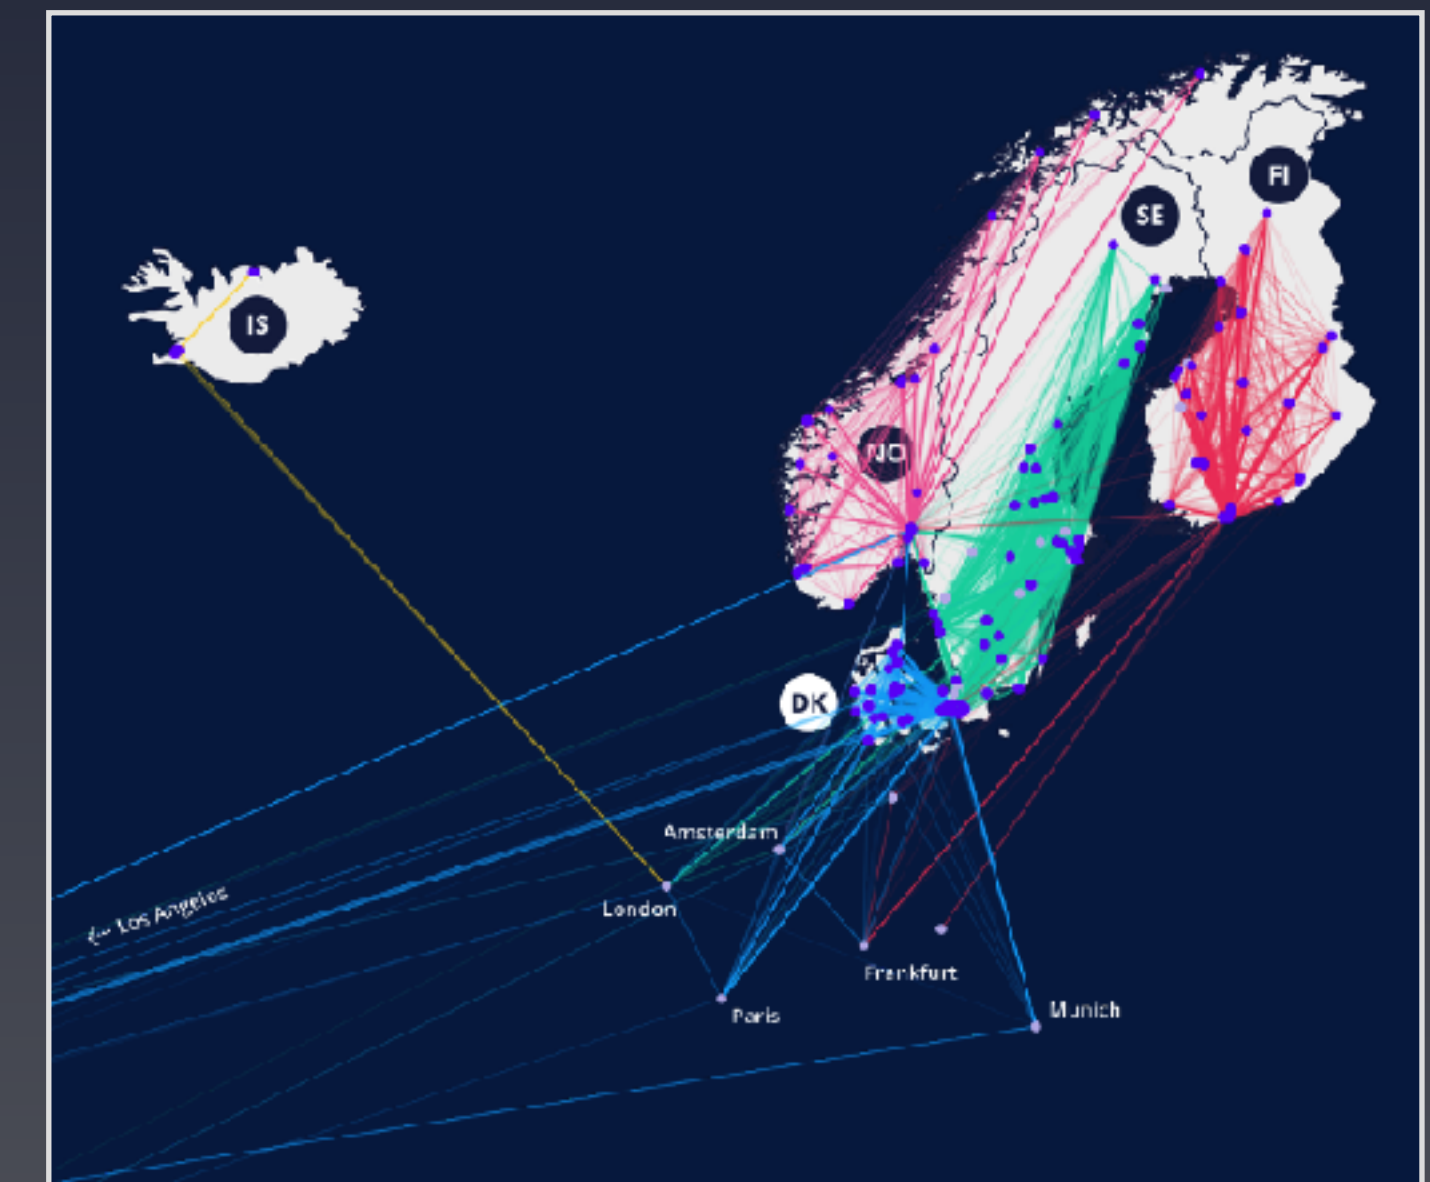 FI
SE
IS
NO
DK
Amsterdam
← Los Angeles
London
Frankfurt
Paris
Munich